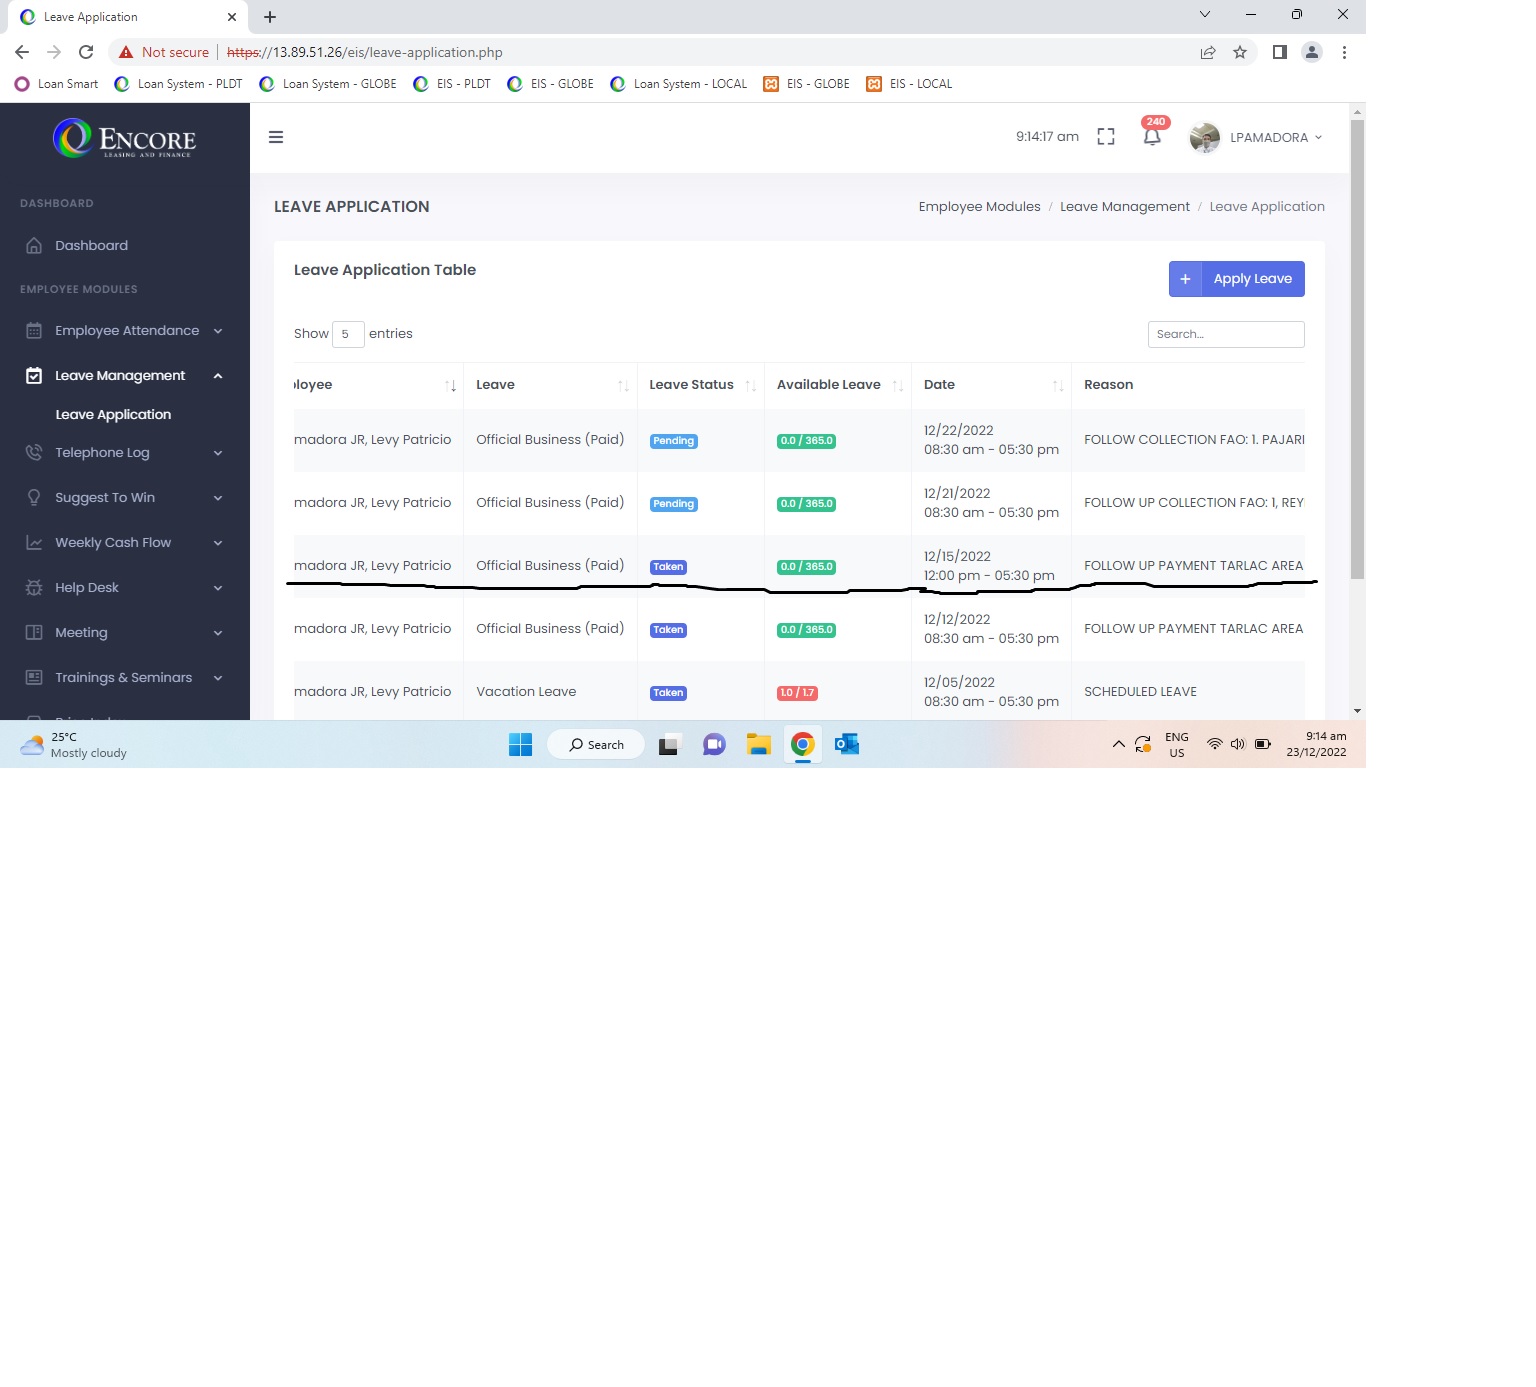 Leave Application
Not secure https://13.89.51.26/eis/leave-application.php
Loan Smart Loan System - PLDT Loan System - GLOBE EIS - PLDT EIS - GLOBE Loan System - LOCAL EIS - GLOBE EIS - LOCAL
ENCORE
LEASING AND FINANCE
9:14:17 am 240 LPAMADORA
DASHBOARD
Dashboard
EMPLOYEE MODULES
Employee Attendance
Leave Management
Leave Application
Telephone Log
Suggest To Win
Weekly Cash Flow
Help Desk
Meeting
Trainings & Seminars
LEAVE APPLICATION
Employee Modules / Leave Management / Leave Application
Leave Application Table
+ Apply Leave
Show 5 entries
Search...
loyee Leave Leave Status Available Leave Date Reason
madora JR, Levy Patricio Official Business (Paid) Pending 0.0 / 365.0 12/22/2022
08:30 am - 05:30 pm FOLLOW COLLECTION FAO: 1. PAJARI
madora JR, Levy Patricio Official Business (Paid) Pending 0.0 / 365.0 12/21/2022
08:30 am - 05:30 pm FOLLOW UP COLLECTION FAO: 1, REY
madora JR, Levy Patricio Official Business (Paid) Taken 0.0 / 365.0 12/15/2022
12:00 pm - 05:30 pm FOLLOW UP PAYMENT TARLAC AREA
madora JR, Levy Patricio Official Business (Paid) Taken 0.0 / 365.0 12/12/2022
08:30 am - 05:30 pm FOLLOW UP PAYMENT TARLAC AREA
madora JR, Levy Patricio Vacation Leave Taken 1.0 / 1.7 12/05/2022
08:30 am - 05:30 pm SCHEDULED LEAVE
25°C
Mostly cloudy
Search
ENG
US
9:14 am
23/12/2022